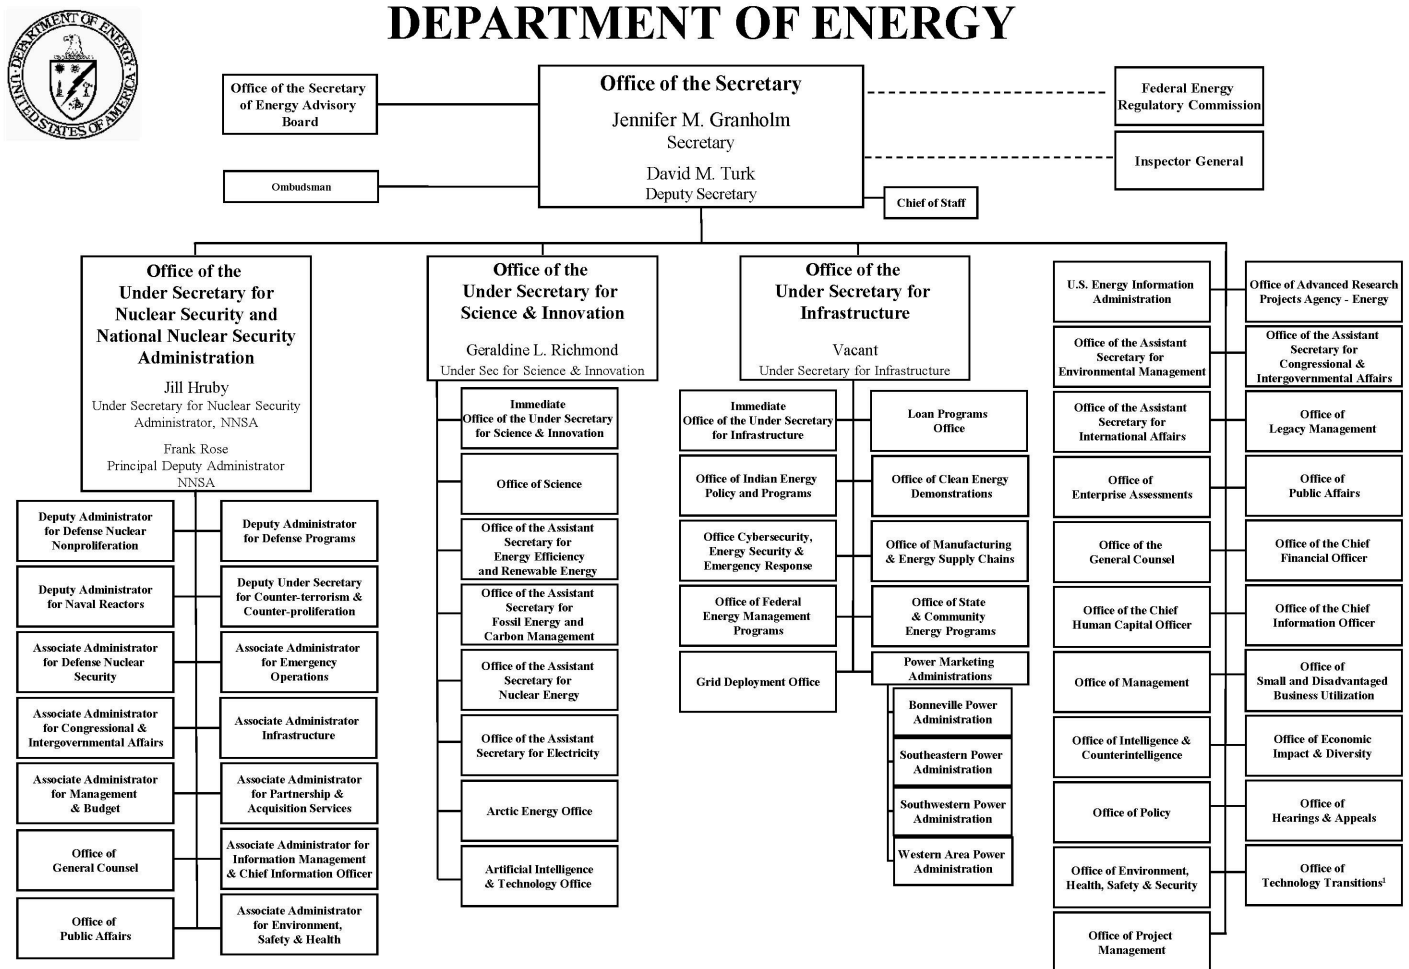 DEPARTMENT OF ENERGY
DEPARTMENT OF ENERGY
UNITED STATES OF AMERICA
Office of the Secretary
of Energy Advisory
Board
Ombudsman
Office of the Secretary
Jennifer M. Granholm
Secretary
David M. Turk
Deputy Secretary
Federal Energy
Regulatory Commission
Inspector General
Chief of Staff
Office of the
Under Secretary for
Nuclear Security and
National Nuclear Security
Administration
Jill Hruby
Under Secretary for Nuclear Security
Administrator, NNSA
Frank Rose
Principal Deputy Administrator
NNSA
Deputy Administrator
for Defense Nuclear
Nonproliferation
Deputy Administrator
for Defense Programs
Deputy Administrator
for Naval Reactors
Deputy Under Secretary
for Counter-terrorism &
Counter-proliferation
Associate Administrator
for Defense Nuclear
Security
Associate Administrator
for Emergency
Operations
Associate Administrator
for Congressional &
Intergovernmental Affairs
Associate Administrator
Infrastructure
Associate Administrator
for Management
& Budget
Associate Administrator
for Partnership &
Acquisition Services
Office of
General Counsel
Associate Administrator for
Information Management
& Chief Information Officer
Office of
Public Affairs
Associate Administrator
for Environment,
Safety & Health
Office of the
Under Secretary for
Science & Innovation
Geraldine L. Richmond
Under Sec for Science & Innovation
Immediate
Office of the Under Secretary
for Science & Innovation
Office of Science
Office of the Assistant
Secretary for
Energy Efficiency
and Renewable Energy
Office of the Assistant
Secretary for
Fossil Energy and
Carbon Management
Office of the Assistant
Secretary for
Nuclear Energy
Office of the Assistant
Secretary for Electricity
Arctic Energy Office
Artificial Intelligence
& Technology Office
Office of the
Under Secretary for
Infrastructure
Vacant
Under Secretary for Infrastructure
Immediate
Office of the Under Secretary
for Infrastructure
Loan Programs
Office
Office of Indian Energy
Policy and Programs
Office of Clean Energy
Demonstrations
Office Cybersecurity,
Energy Security &
Emergency Response
Office of Manufacturing
& Energy Supply Chains
Office of Federal
Energy Management
Programs
Office of State
& Community
Energy Programs
Grid Deployment Office
Power Marketing
Administrations
Bonneville Power
Administration
Southeastern Power
Administration
Southwestern Power
Administration
Western Area Power
Administration
U.S. Energy Information
Administration
Office of Advanced Research
Projects Agency - Energy
Office of the Assistant
Secretary for
Environmental Management
Office of the Assistant
Secretary for
Congressional &
Intergovernmental Affairs
Office of the Assistant
Secretary for
International Affairs
Office of
Legacy Management
Office of
Enterprise Assessments
Office of
Public Affairs
Office of the
General Counsel
Office of the Chief
Financial Officer
Office of the Chief
Human Capital Officer
Office of the Chief
Information Officer
Office of Management
Office of
Small and Disadvantaged
Business Utilization
Office of Intelligence &
Counterintelligence
Office of Economic
Impact & Diversity
Office of Policy
Office of
Hearings & Appeals
Office of Environment,
Health, Safety & Security
Office of
Technology Transitions¹
Office of Project
Management